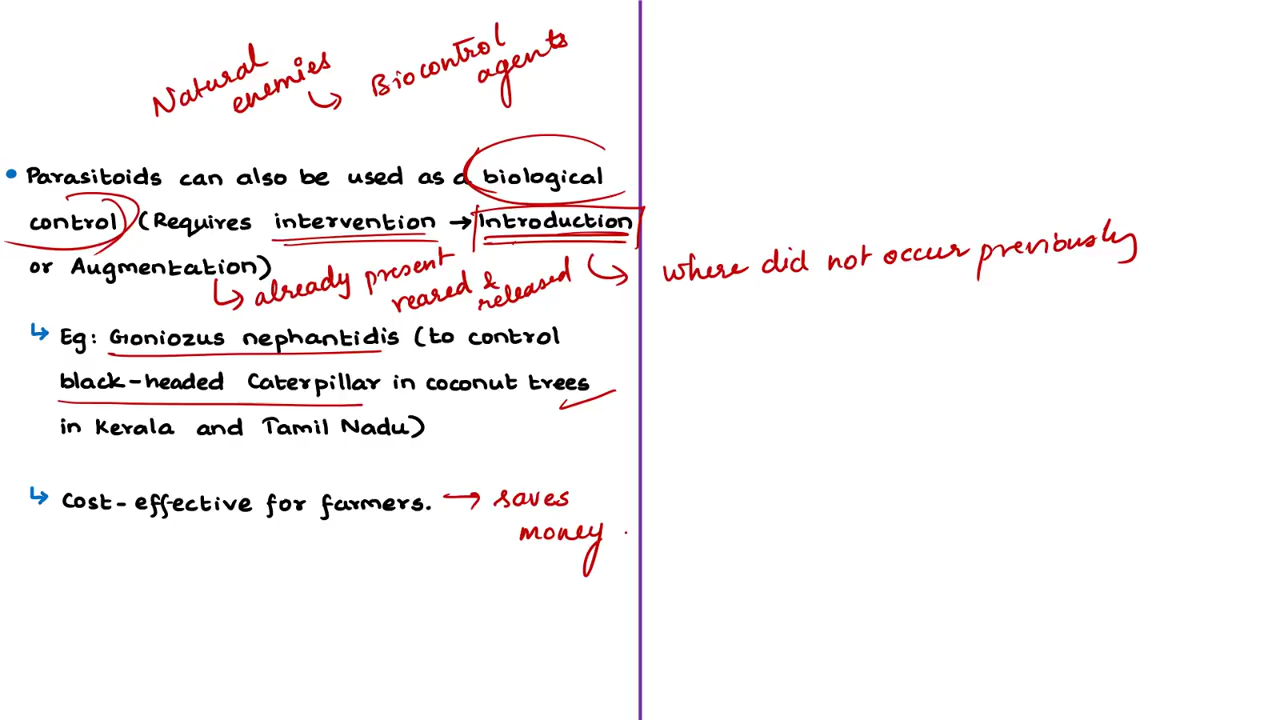 Natural
enemies
↳ Biocontrol
agents
• Parasitoids can also be used as a biological
control (Requires intervention → Introduction
or Augmentation)
↳ already present
reared & released
↳ where did not occur previously
↳ Eg: Goniozus nephantidis (to control
black-headed Caterpillar in coconut trees
in Kerala and Tamil Nadu)
↳ Cost-effective for farmers. → saves
money